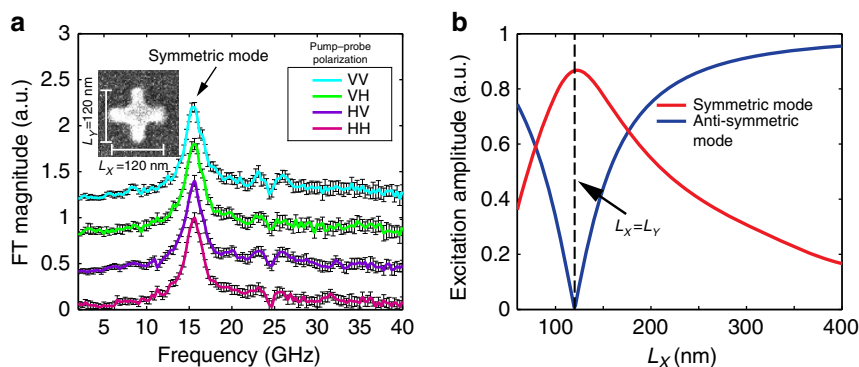 a
3
2.5
2
1.5
1
0.5
0
FT magnitude (a.u.)
10
15
20
25
30
35
40
Frequency (GHz)
Symmetric mode
Pump–probe
polarization
VV
VH
HV
HH
L_Y=120 nm
L_X=120 nm
b
1
0.8
0.6
0.4
0.2
0
Excitation amplitude (a.u.)
100
200
300
400
L_X (nm)
Symmetric mode
Anti-symmetric
mode
L_X=L_Y